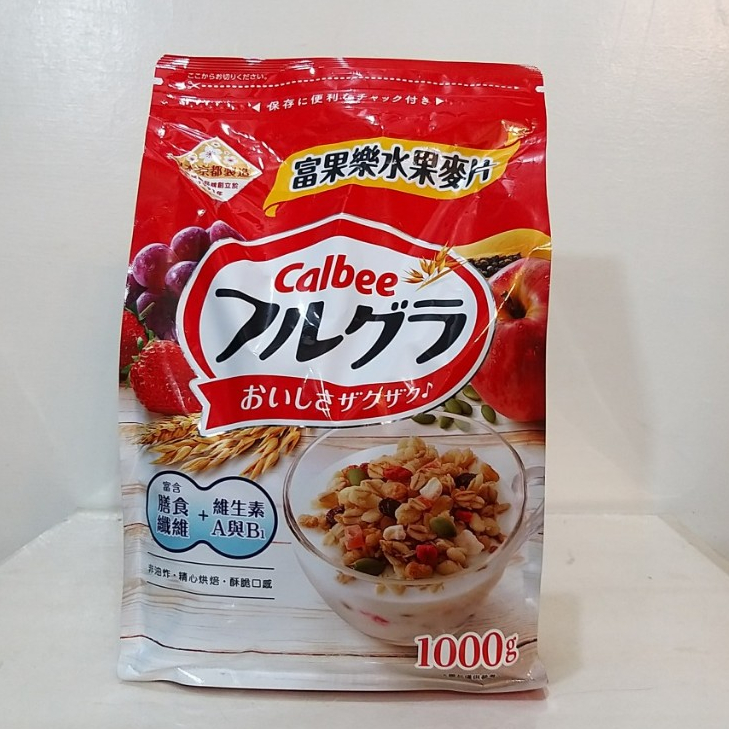 ここからお切りください。
◀ 保存に便利なチャック付き ▶
京都製造
富果樂水果麥片
Calbee
フルグラ
おいしさザクザク♪
富含
膳食
纖維
+
維生素
A與B₁
非油炸・精心烘焙・酥脆口感
1000g